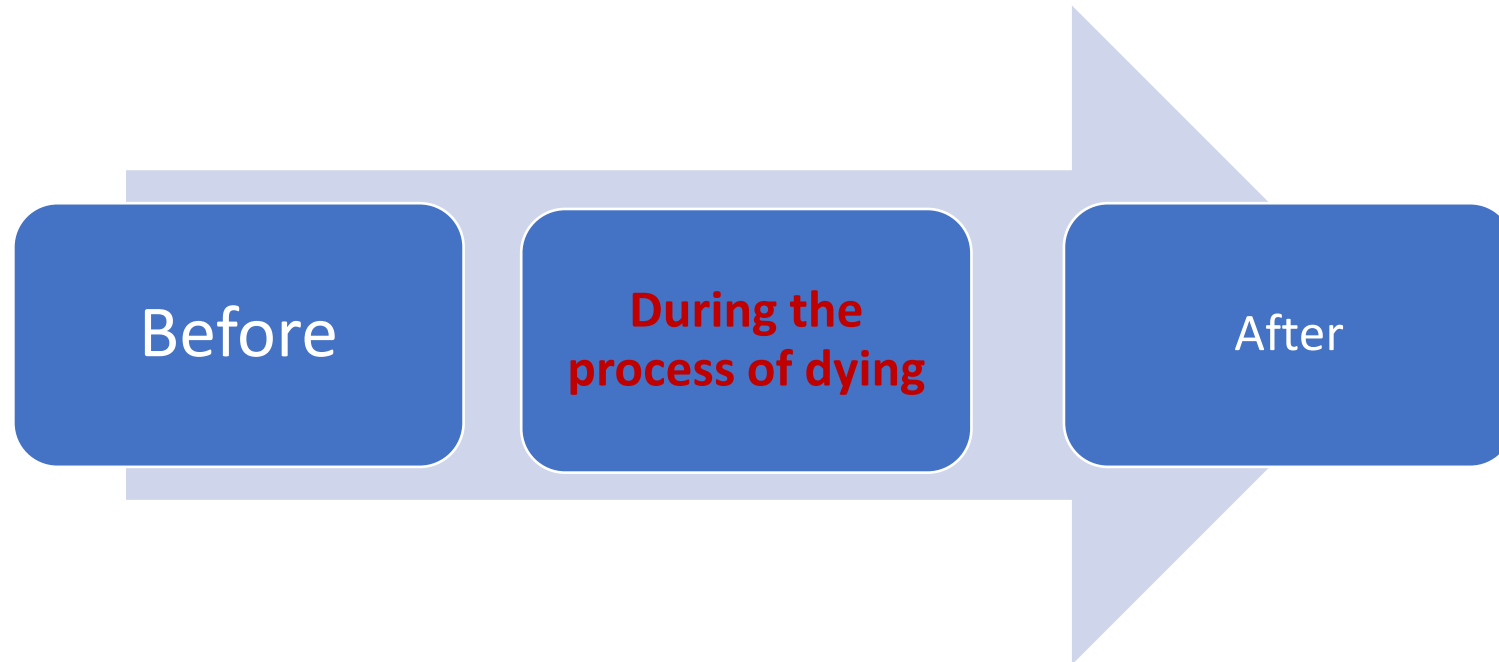 Before
During the
process of dying
After